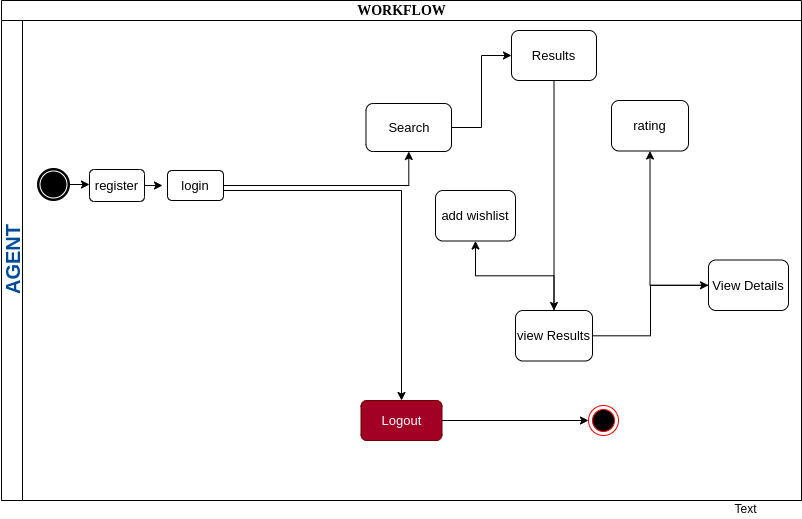 WORKFLOW
AGENT
Results
Search
rating
register
login
add wishlist
View Details
view Results
Logout
Text